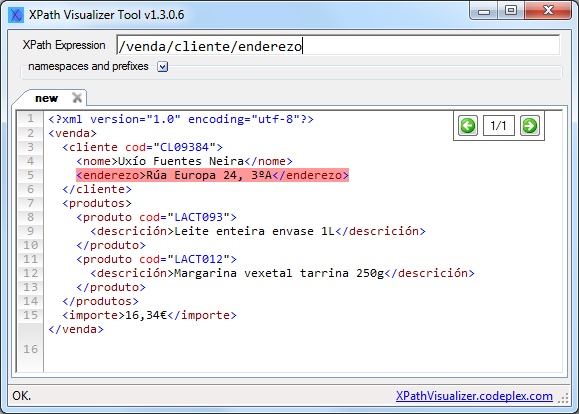 XPath Visualizer Tool v1.3.0.6
XPath Expression /venda/cliente/enderezo
namespaces and prefixes
new
1/1
1 <?xml version="1.0" encoding="utf-8"?>
2 <venda>
3 <cliente cod="CL09384">
4 <nome>Uxío Fuentes Neira</nome>
5 <enderezo>Rúa Europa 24, 3ºA</enderezo>
6 </cliente>
7 <produtos>
8 <produto cod="LACT093">
9 <descrición>Leite enteira envase 1L</descrición>
10 </produto>
11 <produto cod="LACT012">
12 <descrición>Margarina vexetal tarrina 250g</descrición>
13 </produto>
14 </produtos>
15 <importe>16,34€</importe>
</venda>
16
OK.
XPathVisualizer.codeplex.com